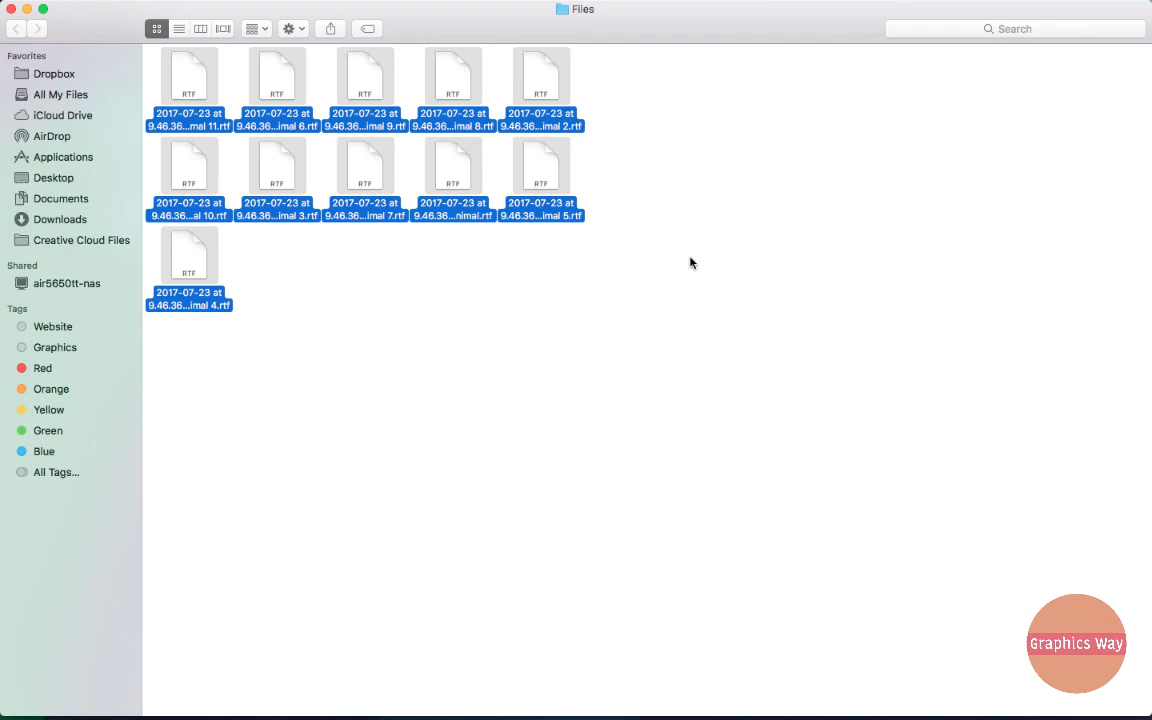 Files
Search
Favorites
Dropbox
All My Files
iCloud Drive
AirDrop
Applications
Desktop
Documents
Downloads
Creative Cloud Files
Shared
air5650tt-nas
Tags
Website
Graphics
Red
Orange
Yellow
Green
Blue
All Tags...
RTF RTF RTF RTF RTF
2017-07-23 at 2017-07-23 at 2017-07-23 at 2017-07-23 at 2017-07-23 at
9.46.36...mal 11.rtf 9.46.36...imal 6.rtf 9.46.36...imal 9.rtf 9.46.36...imal 8.rtf 9.46.36...imal 2.rtf
RTF RTF RTF RTF RTF
2017-07-23 at 2017-07-23 at 2017-07-23 at 2017-07-23 at 2017-07-23 at
9.46.36...al 10.rtf 9.46.36...imal 3.rtf 9.46.36...imal 7.rtf 9.46.36...nimal.rtf 9.46.36...imal 5.rtf
RTF
2017-07-23 at
9.46.36...imal 4.rtf
Graphics Way